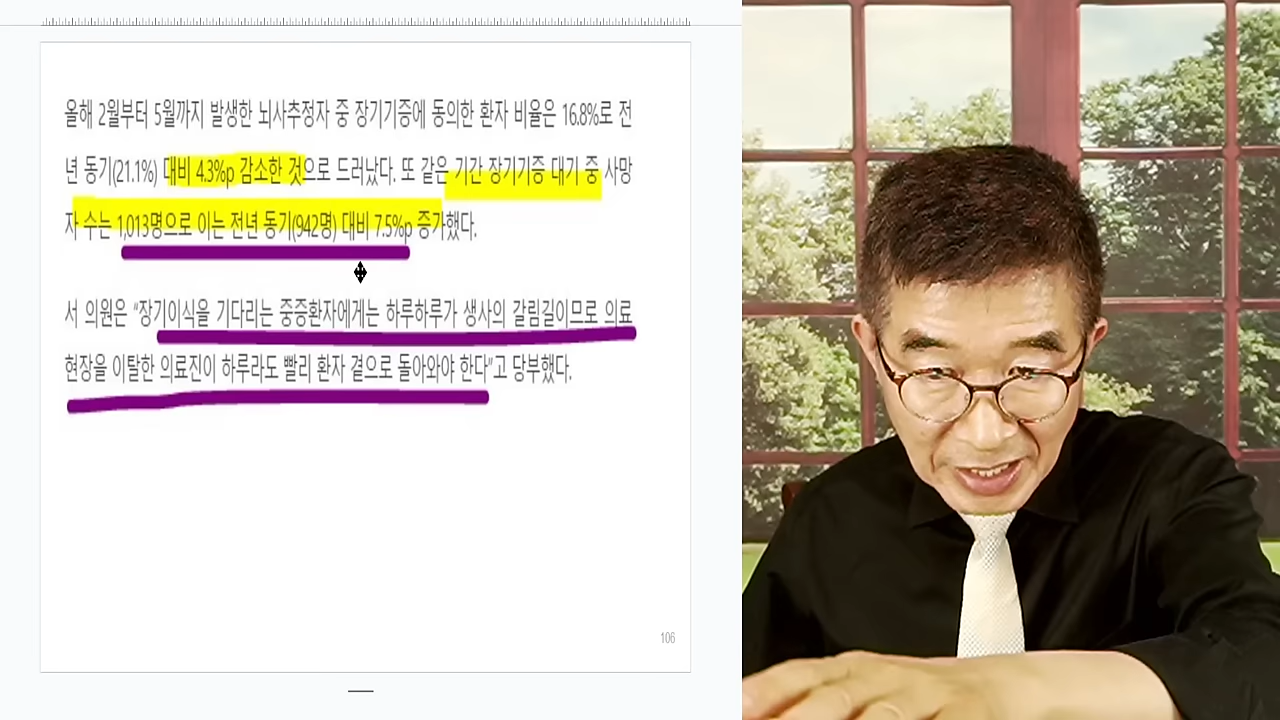 올해 2월부터 5월까지 발생한 뇌사추정자 중 장기기증에 동의한 환자 비율은 16.8%로 전
년 동기(21.1%) 대비 4.3%p 감소한 것으로 드러났다. 또 같은 기간 장기기증 대기 중 사망
자 수는 1,013명으로 이는 전년 동기(942명) 대비 7.5%p 증가했다.
서 의원은 “장기이식을 기다리는 중증환자에게는 하루하루가 생사의 갈림길이므로 의료
현장을 이탈한 의료진이 하루라도 빨리 환자 곁으로 돌아와야 한다”고 당부했다.
106